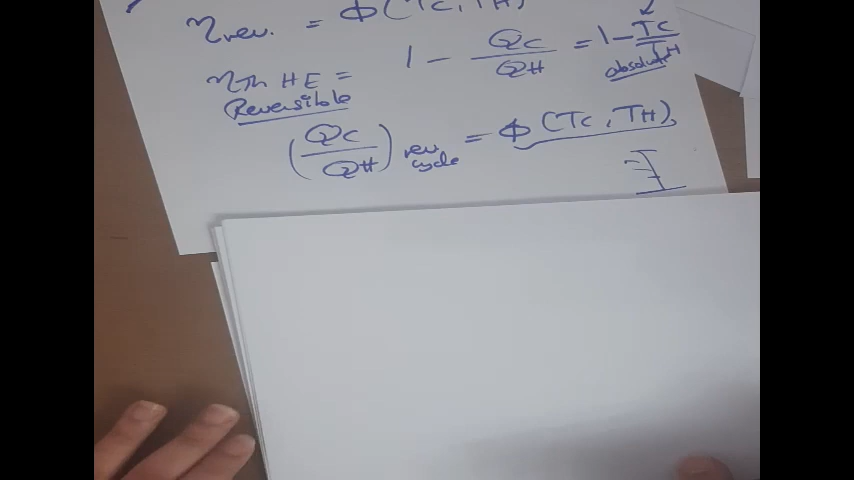 ηrev. = Φ(Tc, TH)
ηTh HE = 1 - Qc/QH = 1 - Tc/TH
Reversible absolute
(Qc/QH) rev. cycle = Φ(Tc, TH),